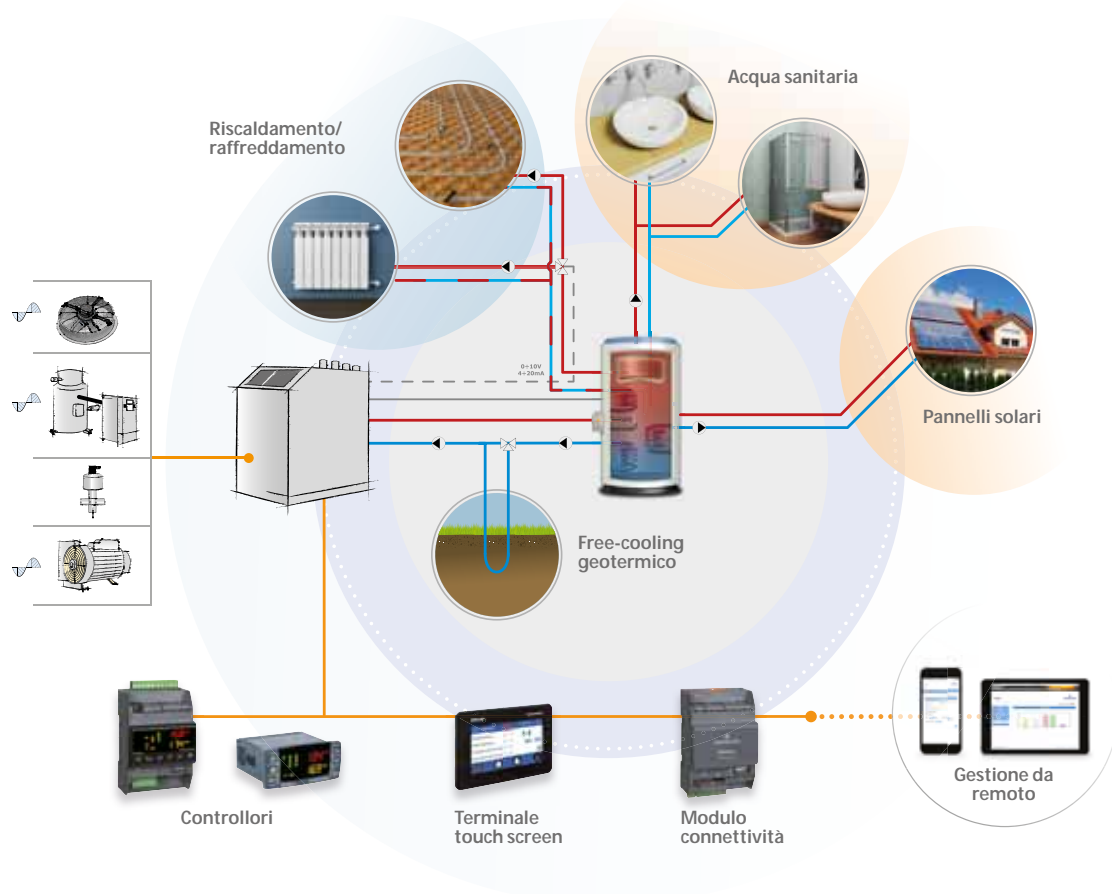 Acqua sanitaria
Riscaldamento/
raffreddamento
0÷10V
4÷20mA
Pannelli solari
Free-cooling
geotermico
Gestione da
remoto
Controllori
Terminale
touch screen
Modulo
connettività